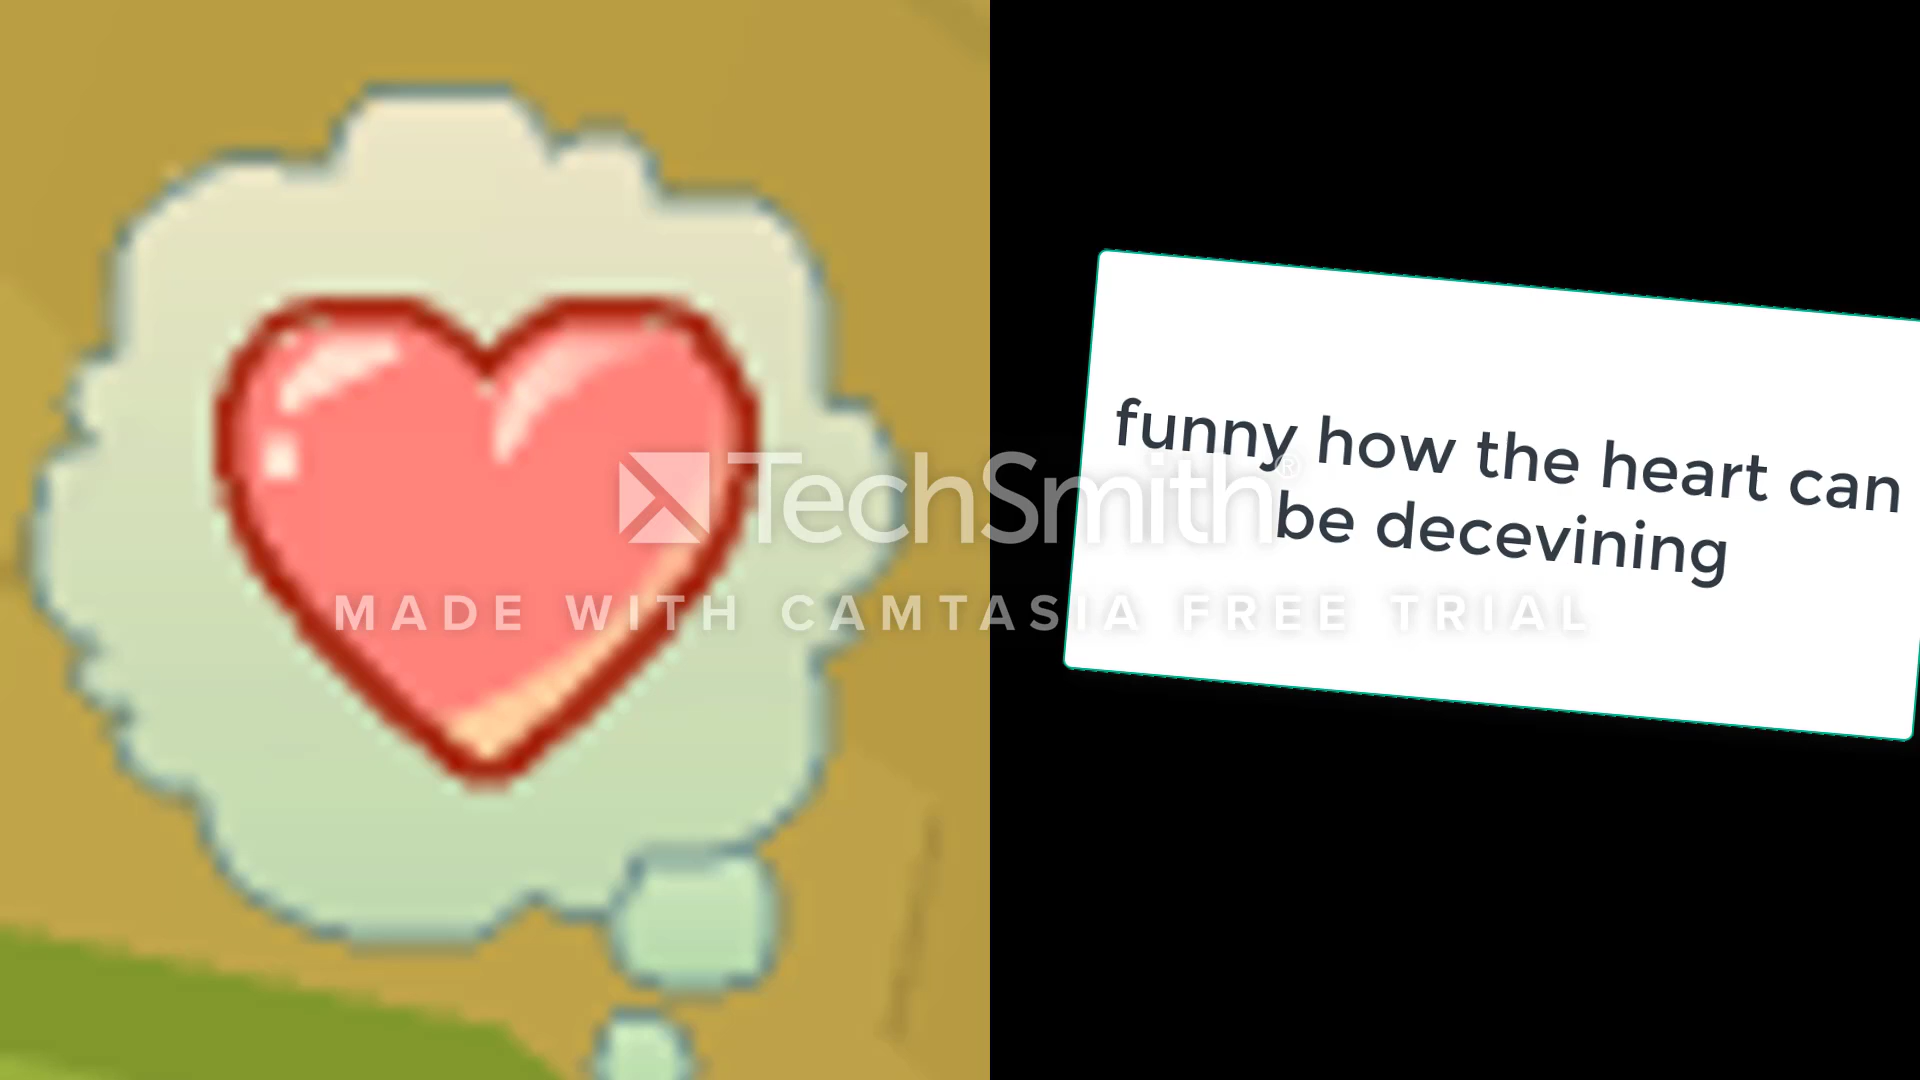 funny how the heart can
be decevining
TechSmith®
MADE WITH CAMTASIA FREE TRIAL